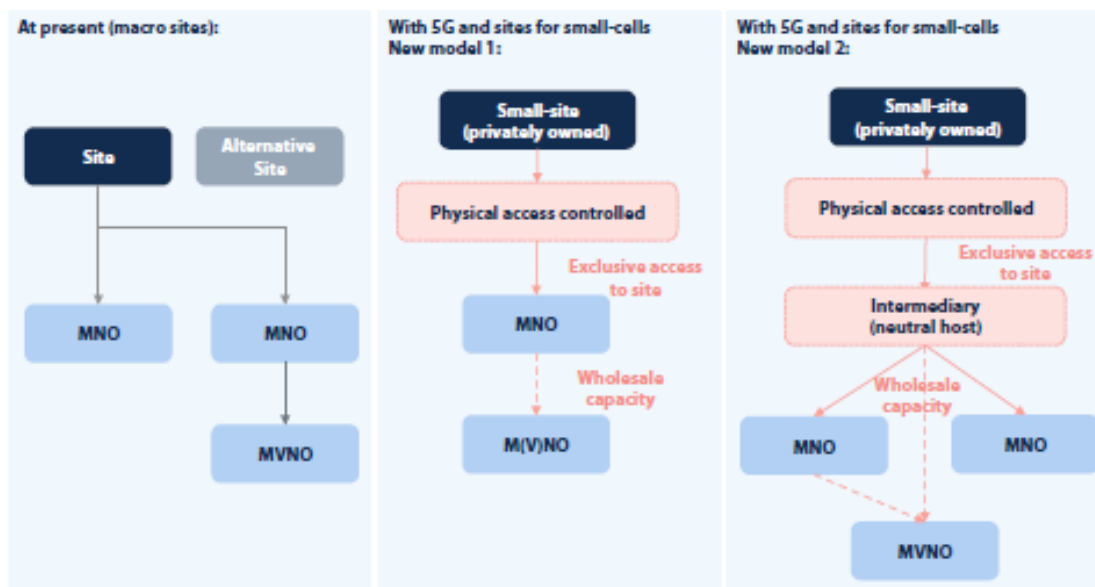 At present (macro sites):
Site
Alternative
Site
MNO
MNO
MVNO
With 5G and sites for small-cells
New model 1:
Small-site
(privately owned)
Physical access controlled
Exclusive access
to site
MNO
Wholesale
capacity
M(V)NO
With 5G and sites for small-cells
New model 2:
Small-site
(privately owned)
Physical access controlled
Exclusive access
to site
Intermediary
(neutral host)
Wholesale
capacity
MNO
MNO
MVNO